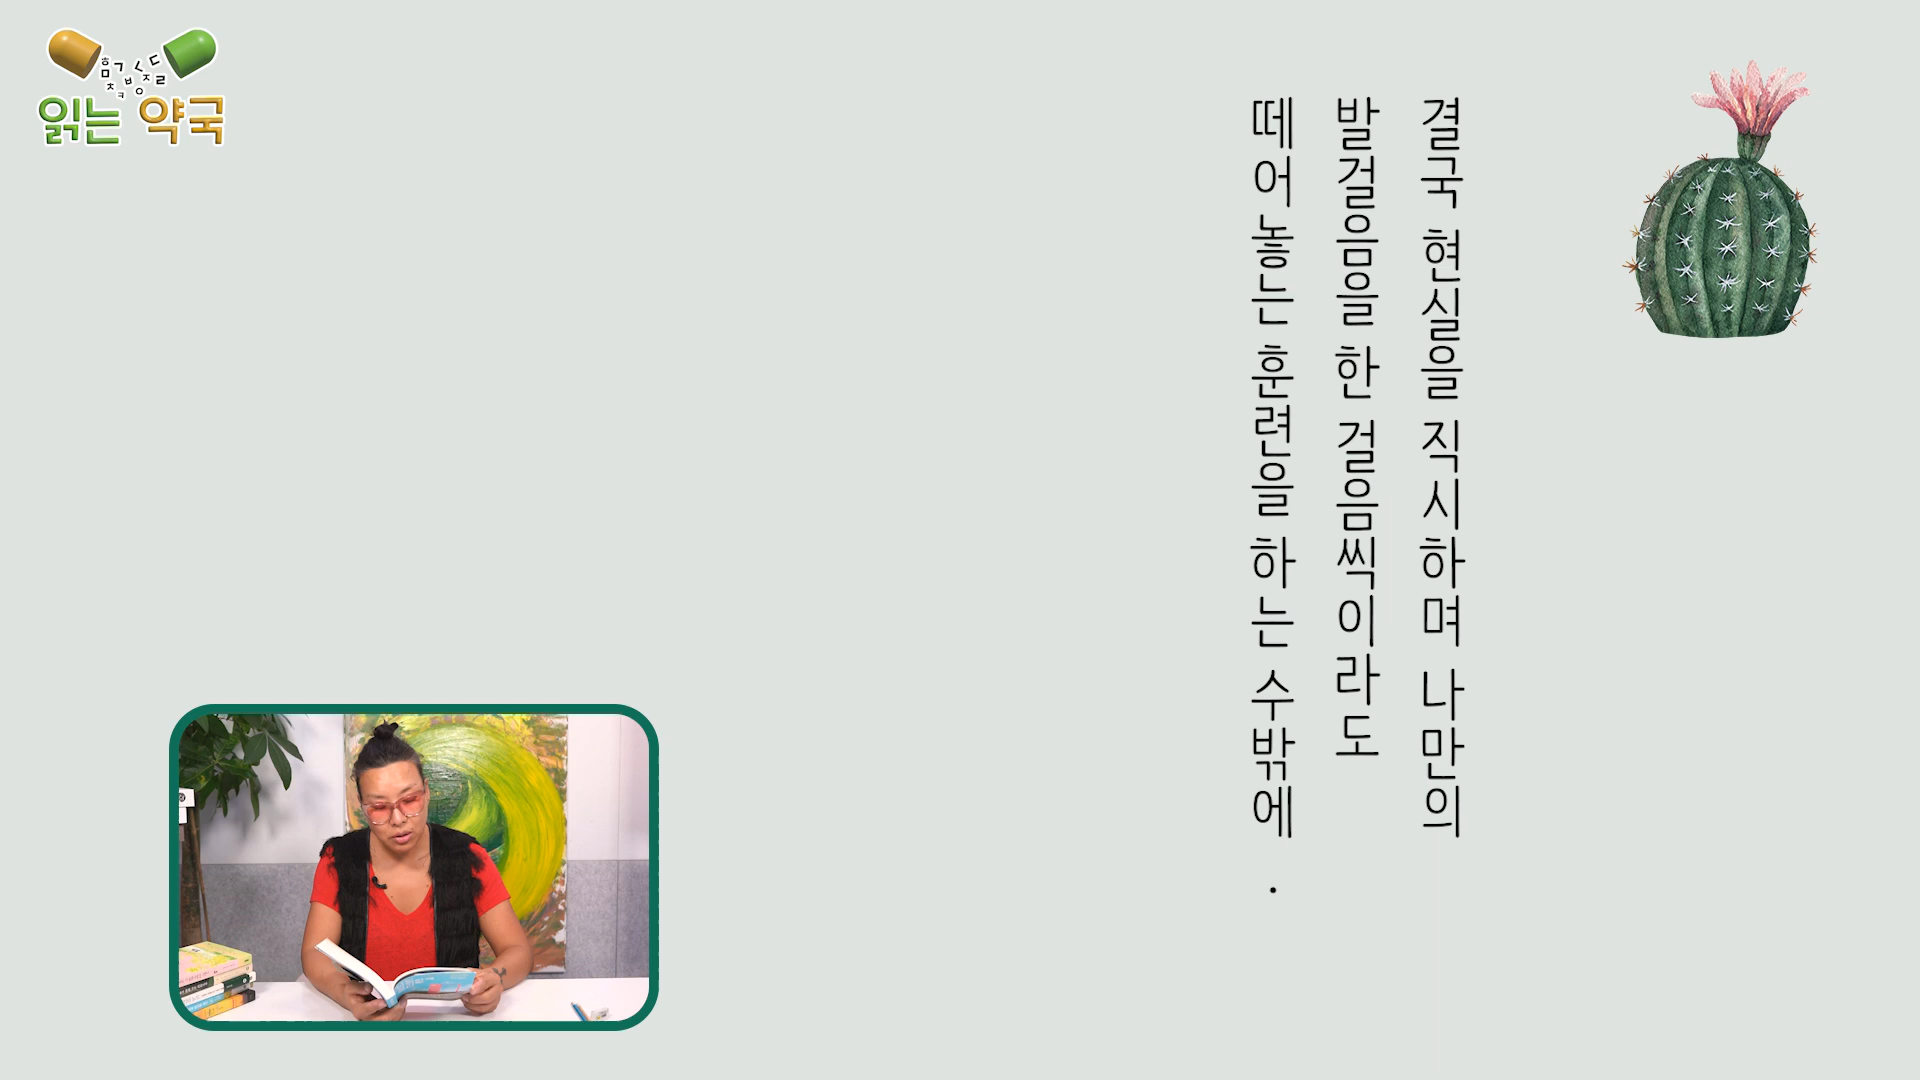 읽는 약국
결국 현실을 직시하며 나만의
발걸음을 한 걸음씩이라도
떼어 놓는 훈련을 하는 수밖에.